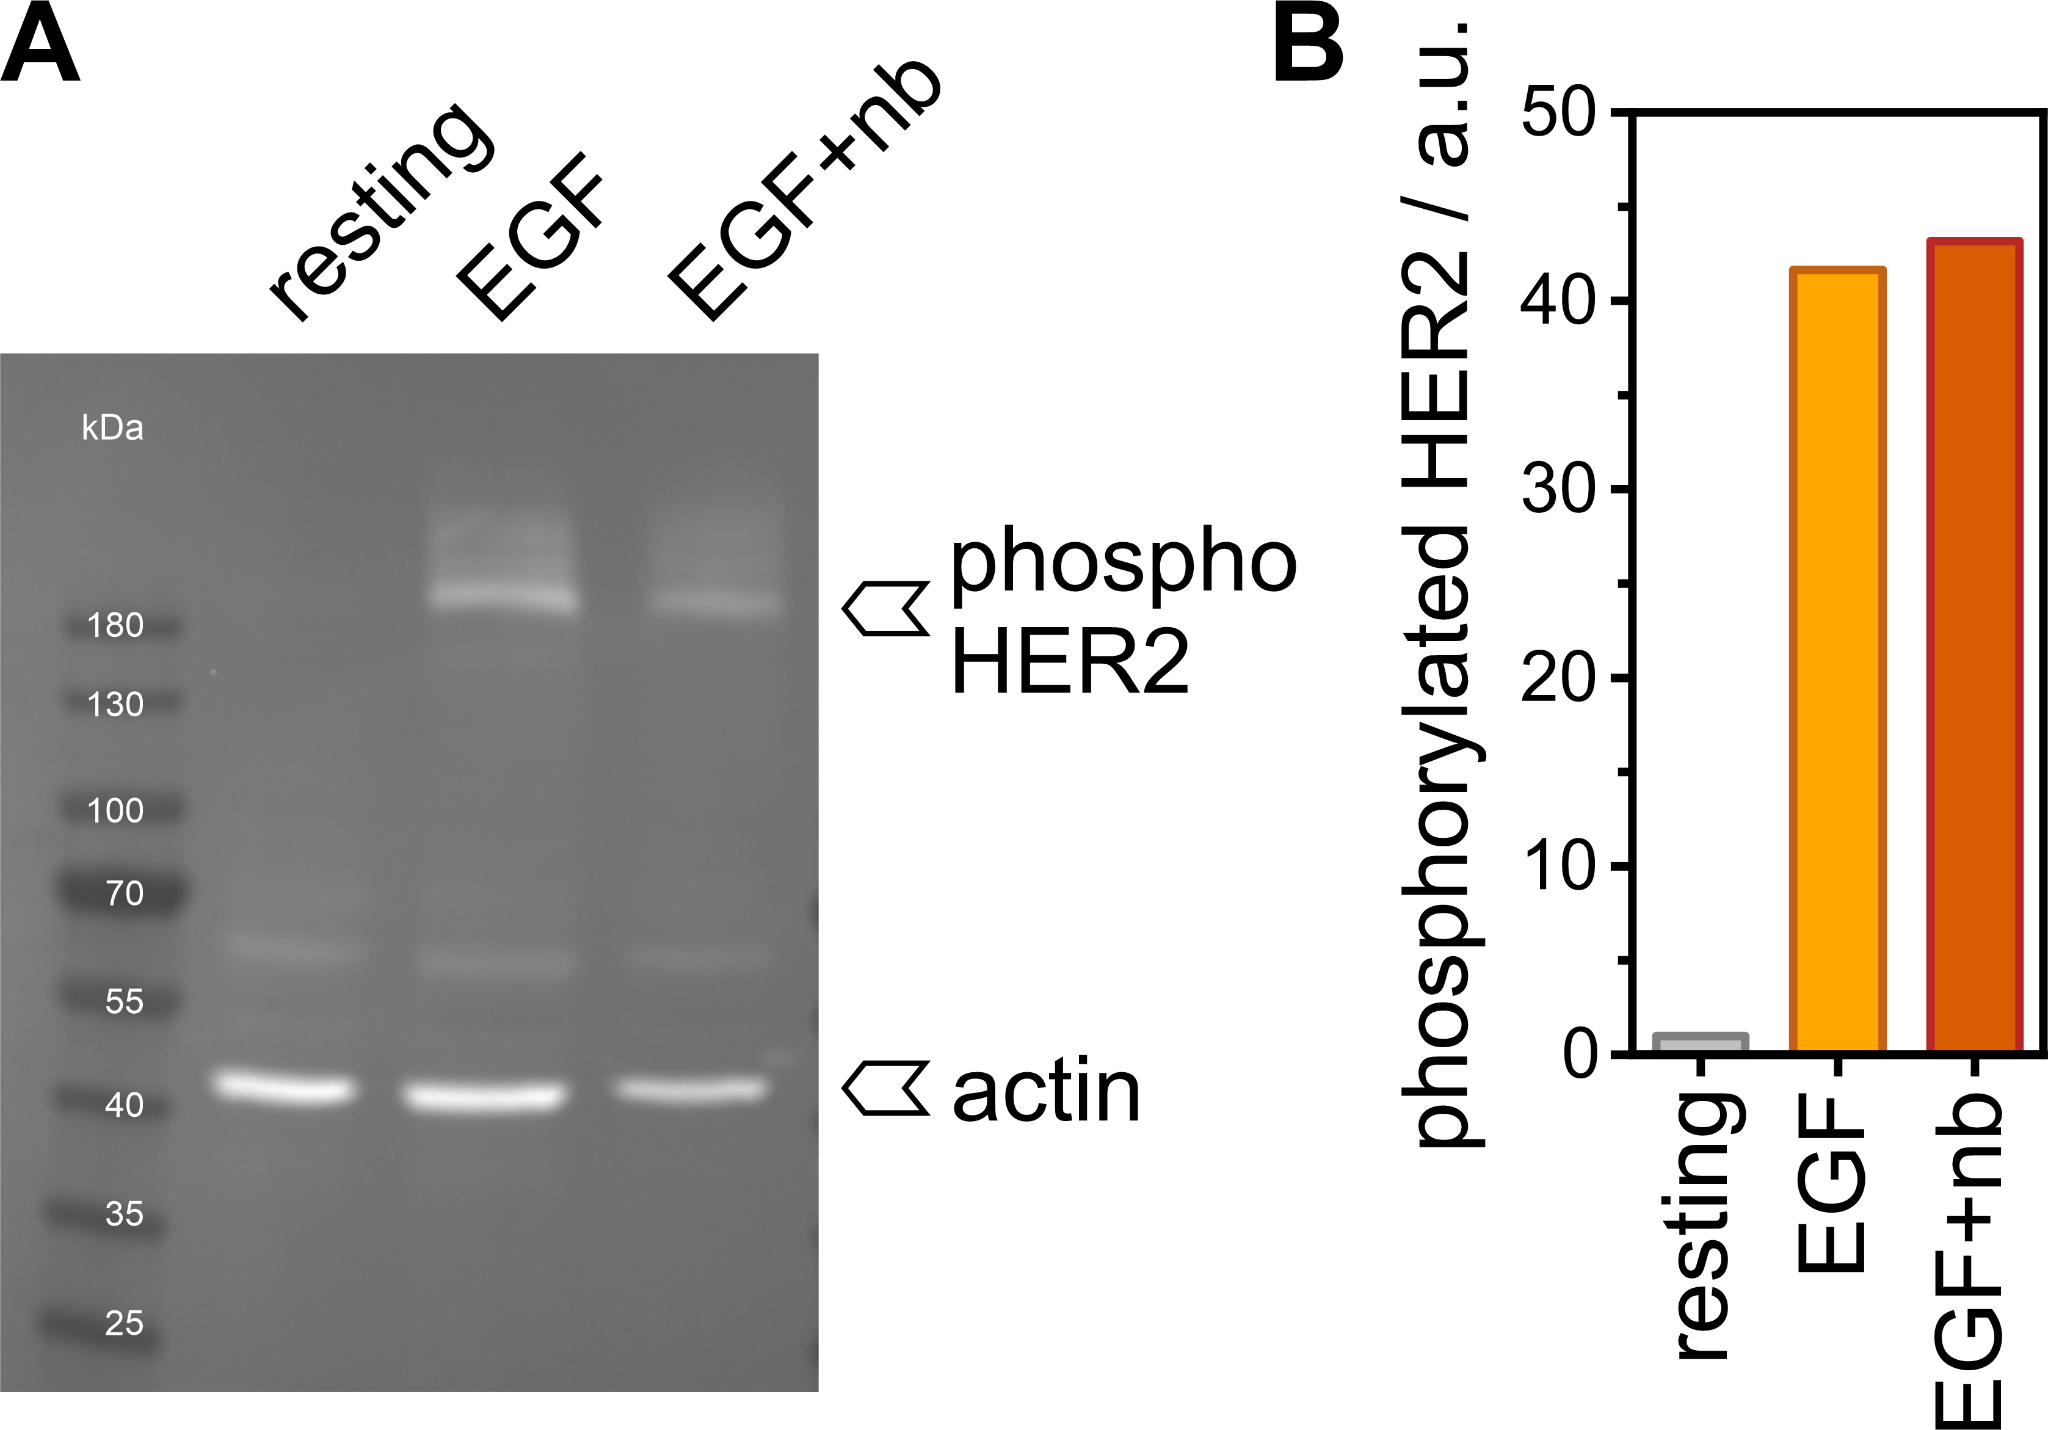 A
resting
EGF
EGF+nb
kDa
180
130
100
70
55
40
35
25
phospho
HER2
actin
B
phosphorylated HER2 / a.u.
50
40
30
20
10
0
resting
EGF
EGF+nb